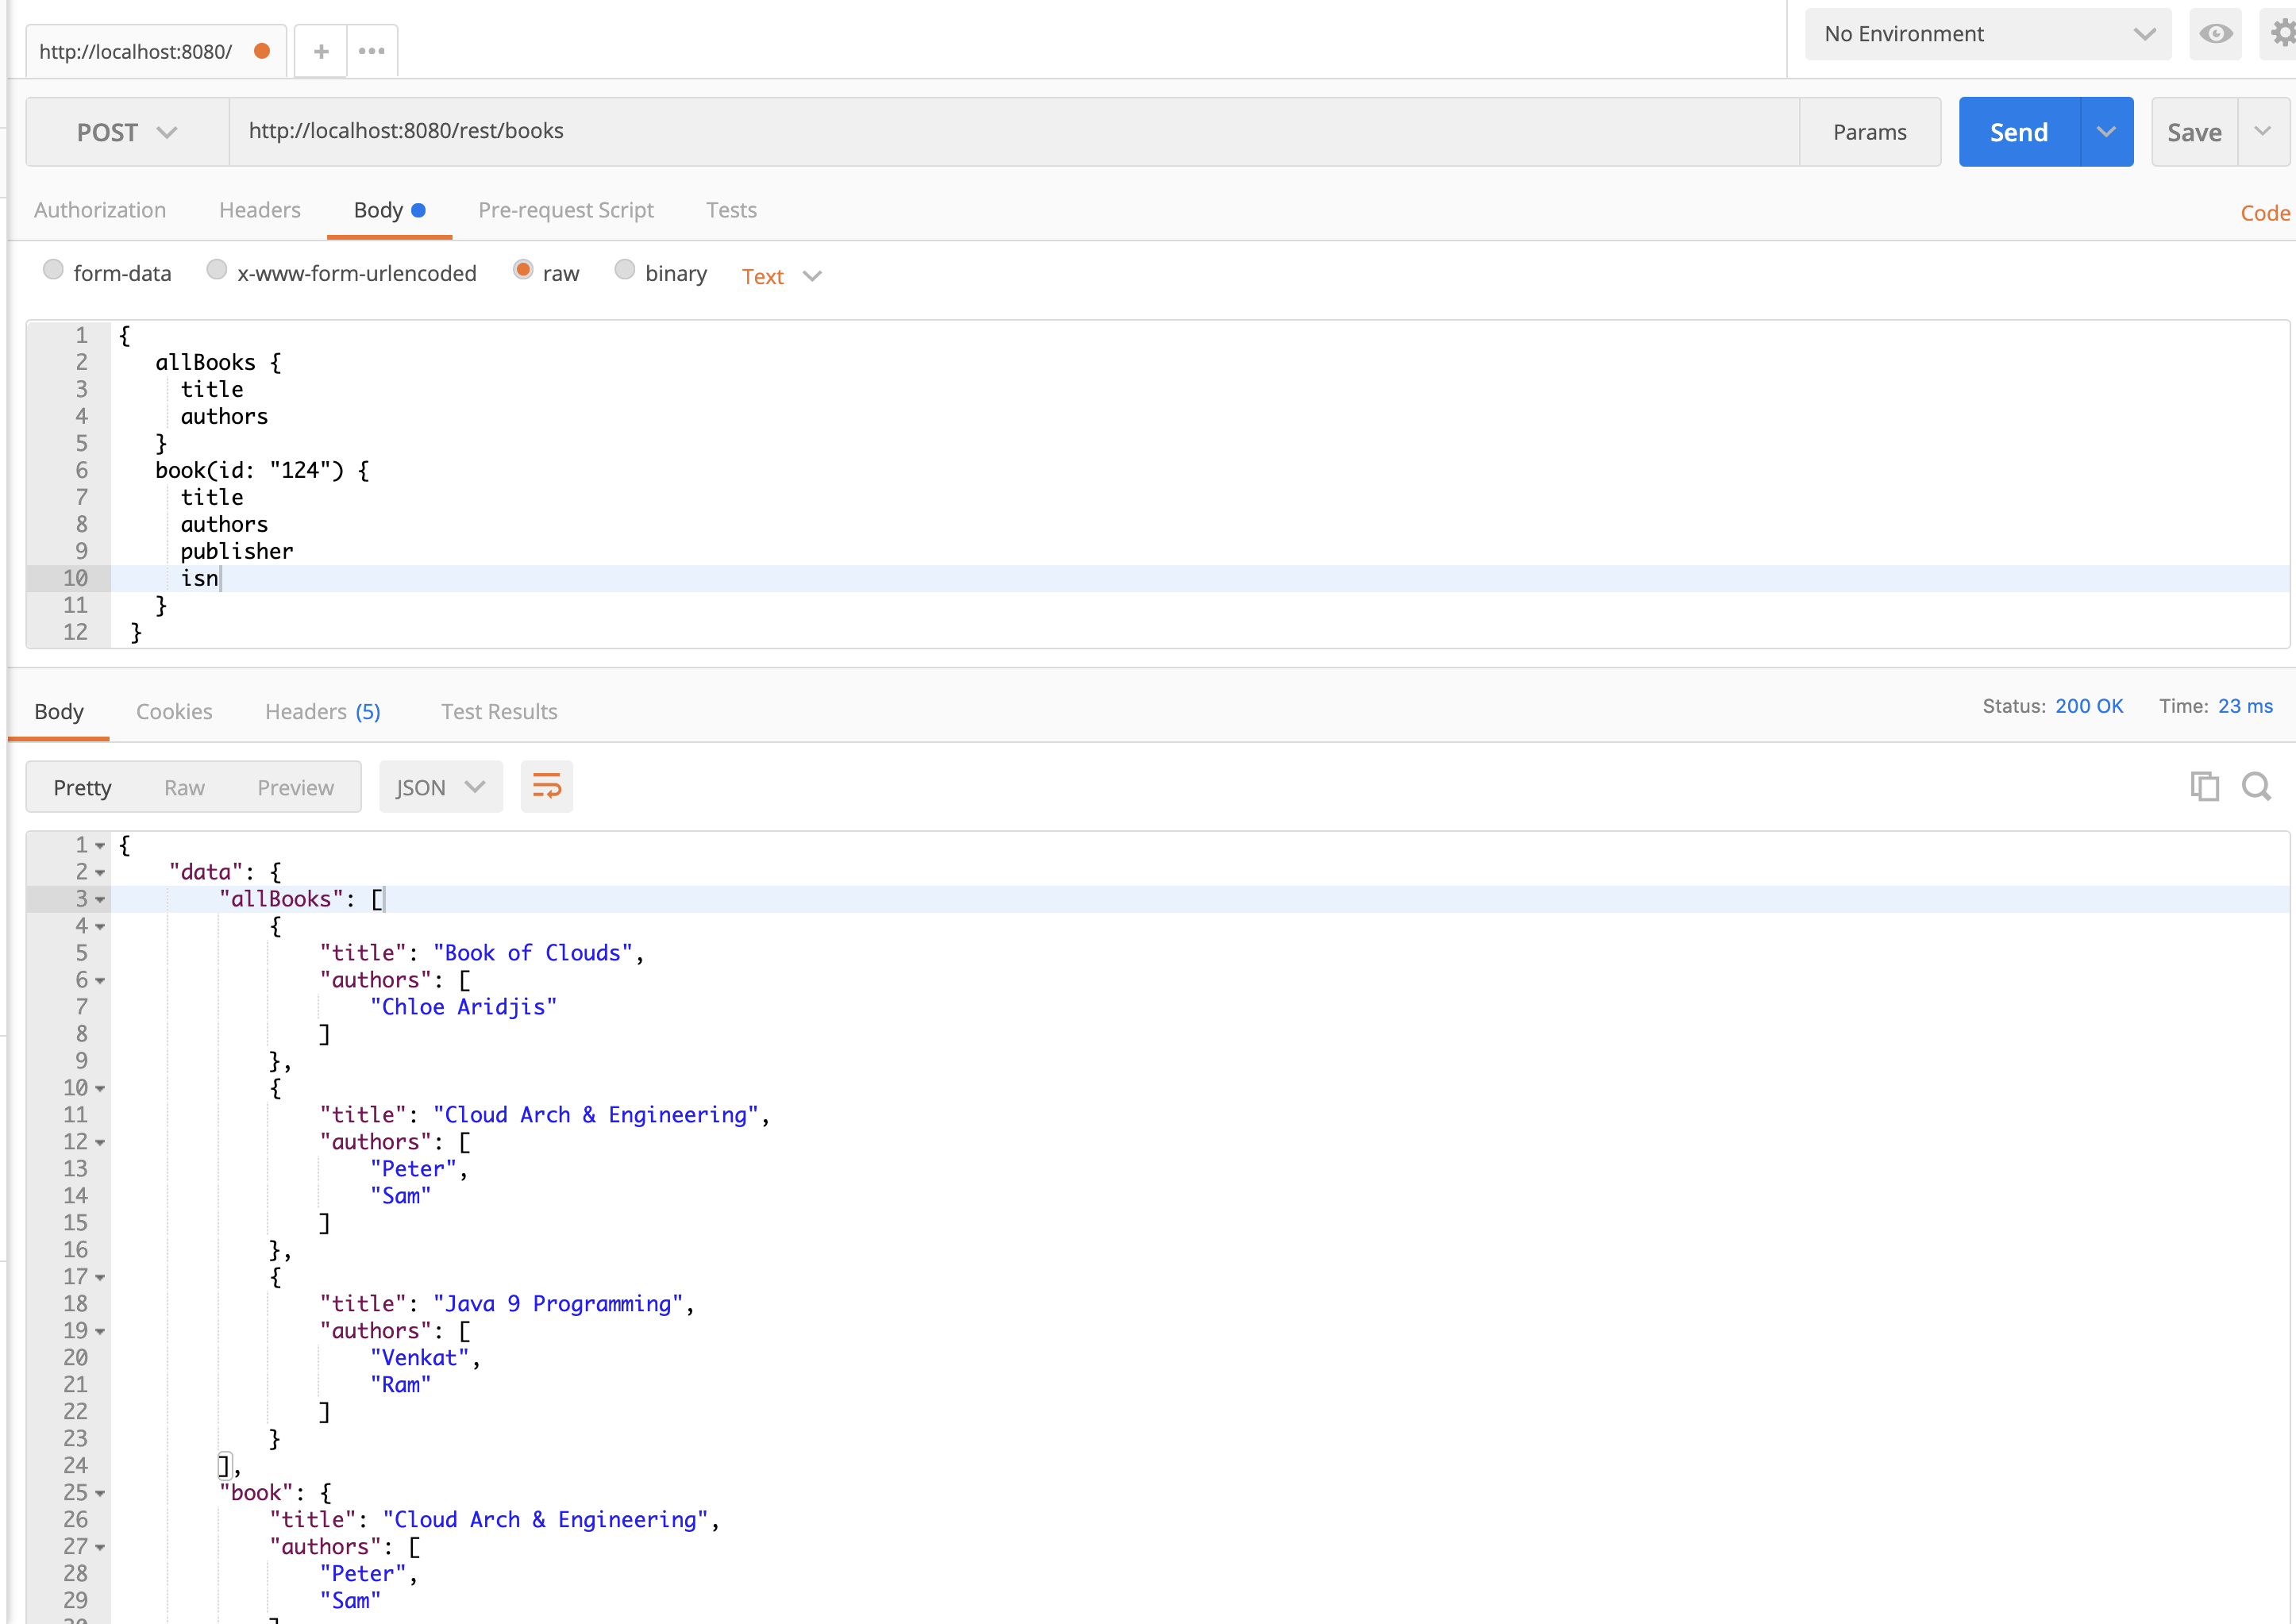 http://localhost:8080/
No Environment
POST http://localhost:8080/rest/books Params Send Save
Authorization Headers Body Pre-request Script Tests Code
form-data x-www-form-urlencoded raw binary Text
1 {
2 allBooks {
3 title
4 authors
5 }
6 book(id: "124") {
7 title
8 authors
9 publisher
10 isn
11 }
12 }
Body Cookies Headers (5) Test Results Status: 200 OK Time: 23 ms
Pretty Raw Preview JSON
1 {
2 "data": {
3 "allBooks": [
4 {
5 "title": "Book of Clouds",
6 "authors": [
7 "Chloe Aridjis"
8 ]
9 },
10 {
11 "title": "Cloud Arch & Engineering",
12 "authors": [
13 "Peter",
14 "Sam"
15 ]
16 },
17 {
18 "title": "Java 9 Programming",
19 "authors": [
20 "Venkat",
21 "Ram"
22 ]
23 }
24 ],
25 "book": {
26 "title": "Cloud Arch & Engineering",
27 "authors": [
28 "Peter",
29 "Sam"